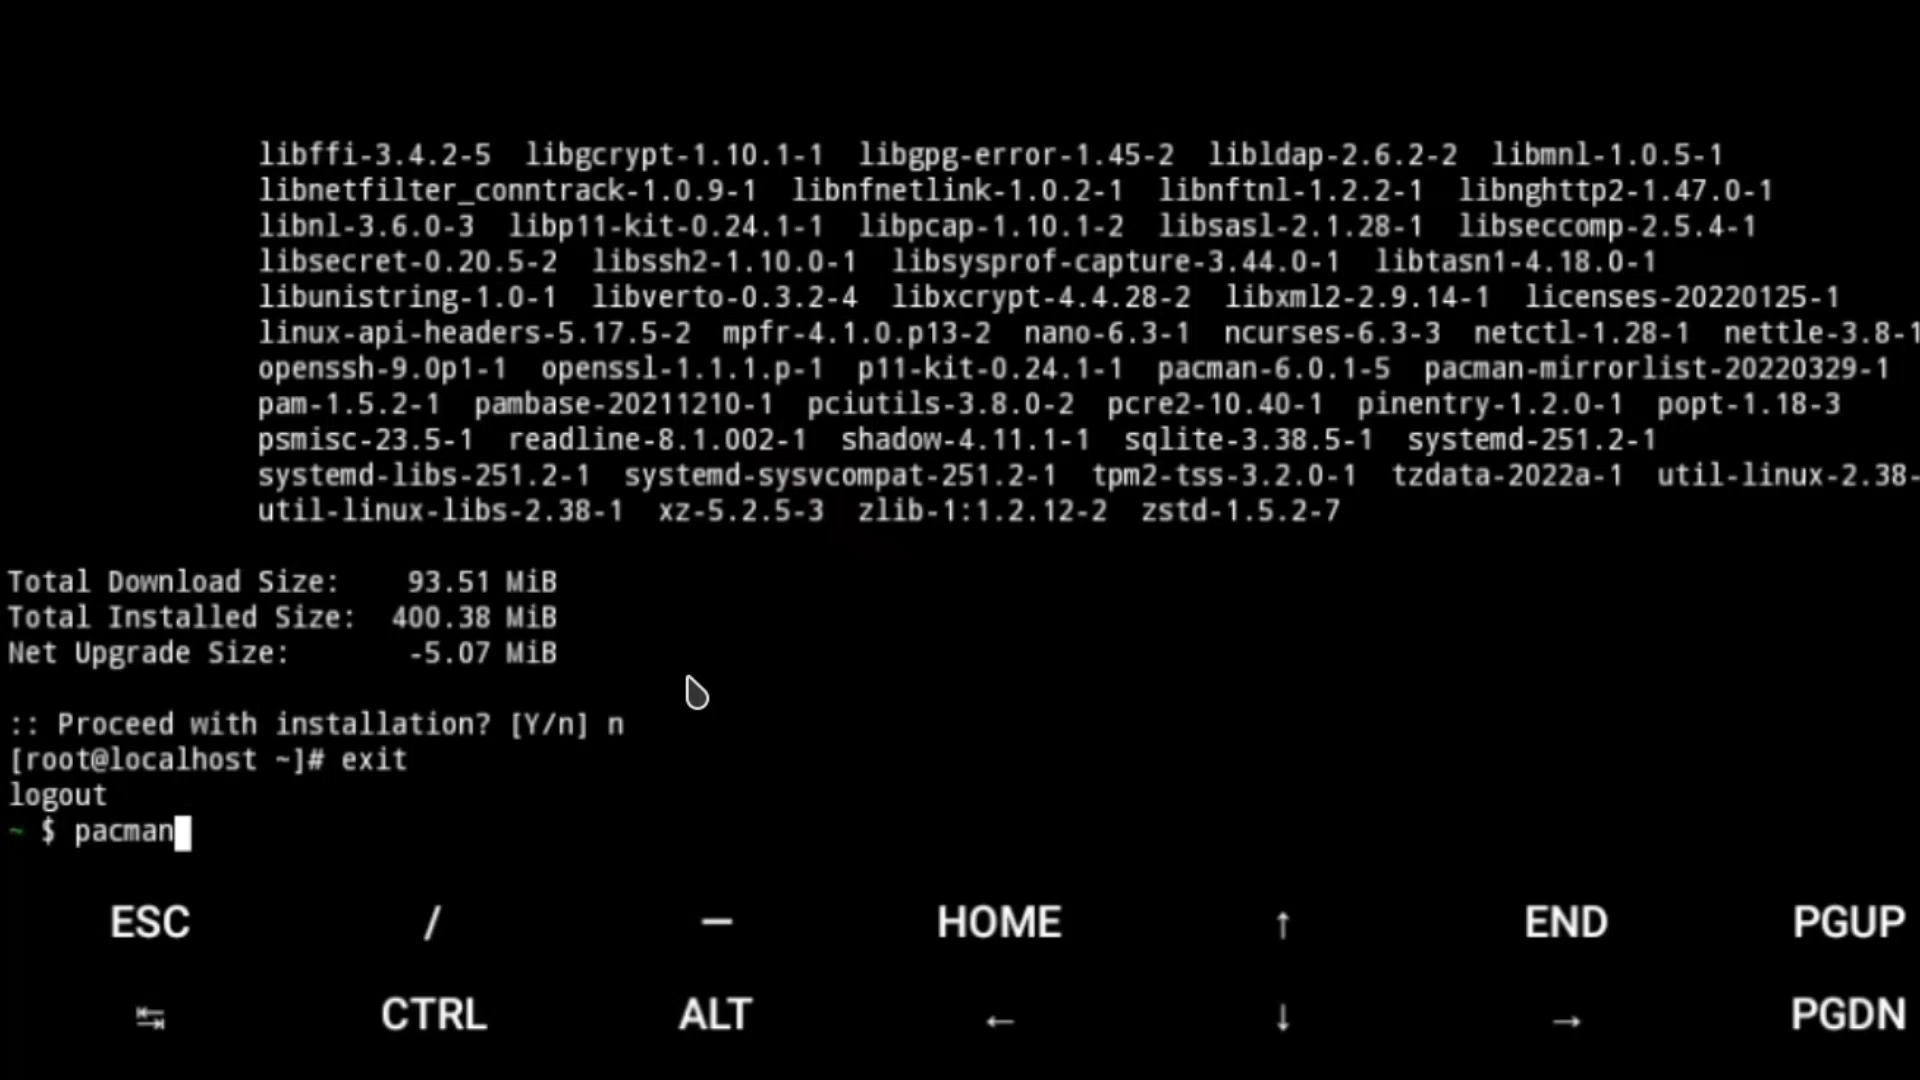 libffi-3.4.2-5  libgcrypt-1.10.1-1  libgpg-error-1.45-2  libldap-2.6.2-2  libmnl-1.0.5-1
libnetfilter_conntrack-1.0.9-1  libnfnetlink-1.0.2-1  libnftnl-1.2.2-1  libnghttp2-1.47.0-1
libnl-3.6.0-3  libp11-kit-0.24.1-1  libpcap-1.10.1-2  libsasl-2.1.28-1  libseccomp-2.5.4-1
libsecret-0.20.5-2  libssh2-1.10.0-1  libsysprof-capture-3.44.0-1  libtasn1-4.18.0-1
libunistring-1.0-1  libverto-0.3.2-4  libxcrypt-4.4.28-2  libxml2-2.9.14-1  licenses-20220125-1
linux-api-headers-5.17.5-2  mpfr-4.1.0.p13-2  nano-6.3-1  ncurses-6.3-3  netctl-1.28-1  nettle-3.8-1
openssh-9.0p1-1  openssl-1.1.1.p-1  p11-kit-0.24.1-1  pacman-6.0.1-5  pacman-mirrorlist-20220329-1
pam-1.5.2-1  pambase-20211210-1  pciutils-3.8.0-2  pcre2-10.40-1  pinentry-1.2.0-1  popt-1.18-3
psmisc-23.5-1  readline-8.1.002-1  shadow-4.11.1-1  sqlite-3.38.5-1  systemd-251.2-1
systemd-libs-251.2-1  systemd-sysvcompat-251.2-1  tpm2-tss-3.2.0-1  tzdata-2022a-1  util-linux-2.38-
util-linux-libs-2.38-1  xz-5.2.5-3  zlib-1:1.2.12-2  zstd-1.5.2-7
Total Download Size:    93.51 MiB
Total Installed Size:  400.38 MiB
Net Upgrade Size:       -5.07 MiB
:: Proceed with installation? [Y/n] n
[root@localhost ~]# exit
logout
~ $ pacman
ESC / — HOME ↑ END PGUP
↹ CTRL ALT ← ↓ → PGDN